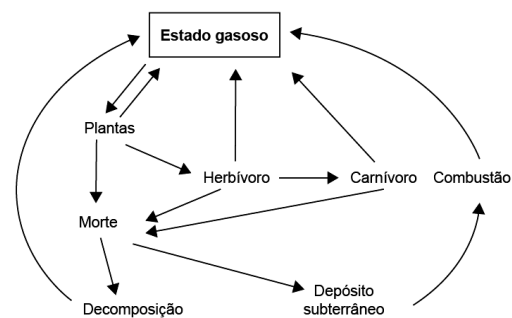 Estado gasoso
Plantas
Herbívoro
Carnívoro
Combustão
Morte
Decomposição
Depósito
subterrâneo